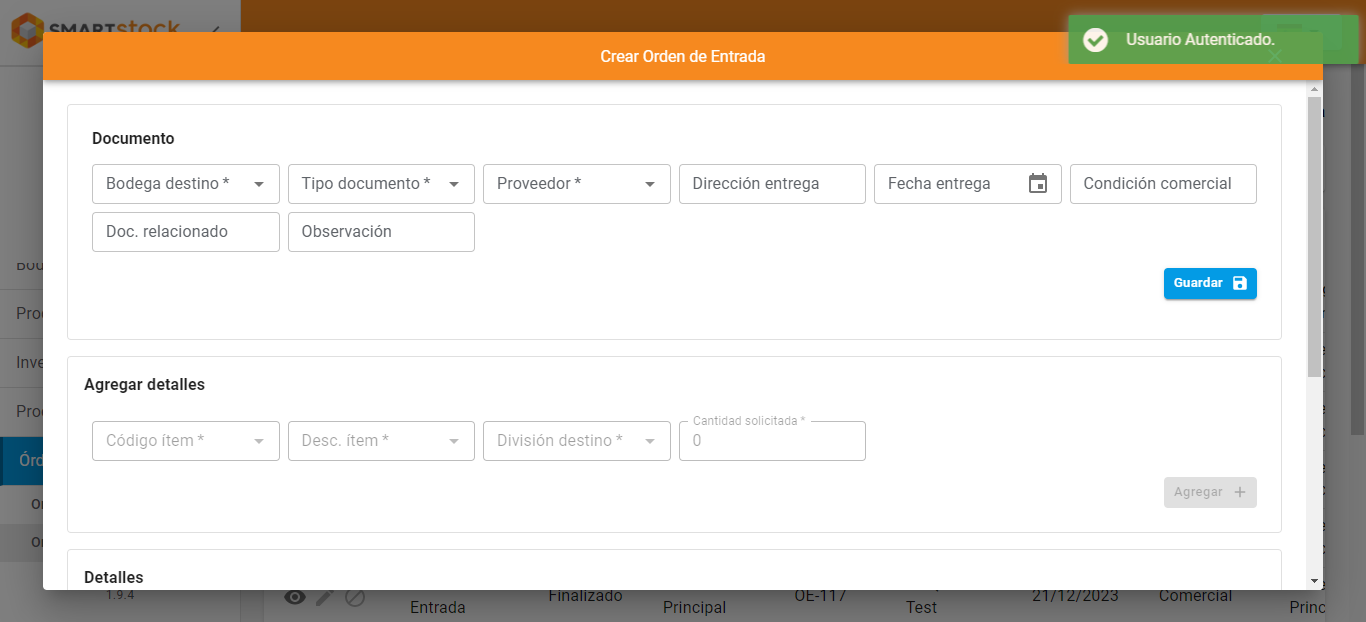 SMARTstock
Usuario Autenticado.
Crear Orden de Entrada
Documento
Bodega destino * Tipo documento * Proveedor * Dirección entrega Fecha entrega Condición comercial
Doc. relacionado Observación
Guardar
Agregar detalles
Cantidad solicitada *
Código ítem * Desc. ítem * División destino * 0
Agregar
Detalles
1.9.4
Finalizado OE-117 21/12/2023 Comercial
Entrada Principal Test